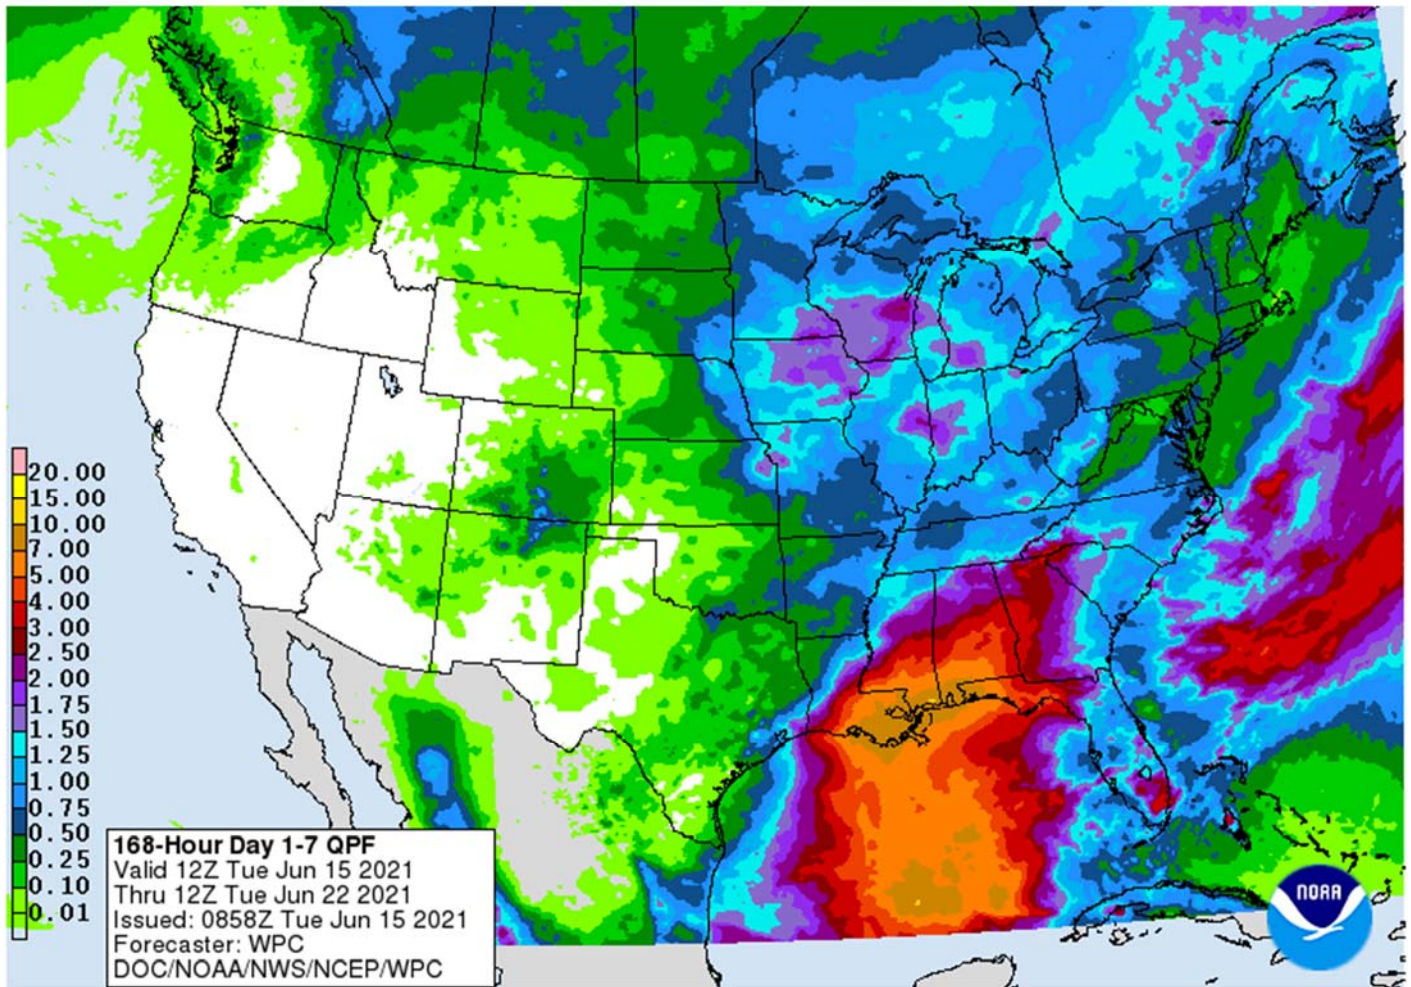 20.00
15.00
10.00
7.00
5.00
4.00
3.00
2.50
2.00
1.75
1.50
1.25
1.00
0.75
0.50
0.25
0.10
0.01
168-Hour Day 1-7 QPF
Valid 12Z Tue Jun 15 2021
Thru 12Z Tue Jun 22 2021
Issued: 0858Z Tue Jun 15 2021
Forecaster: WPC
DOC/NOAA/NWS/NCEP/WPC
NOAA